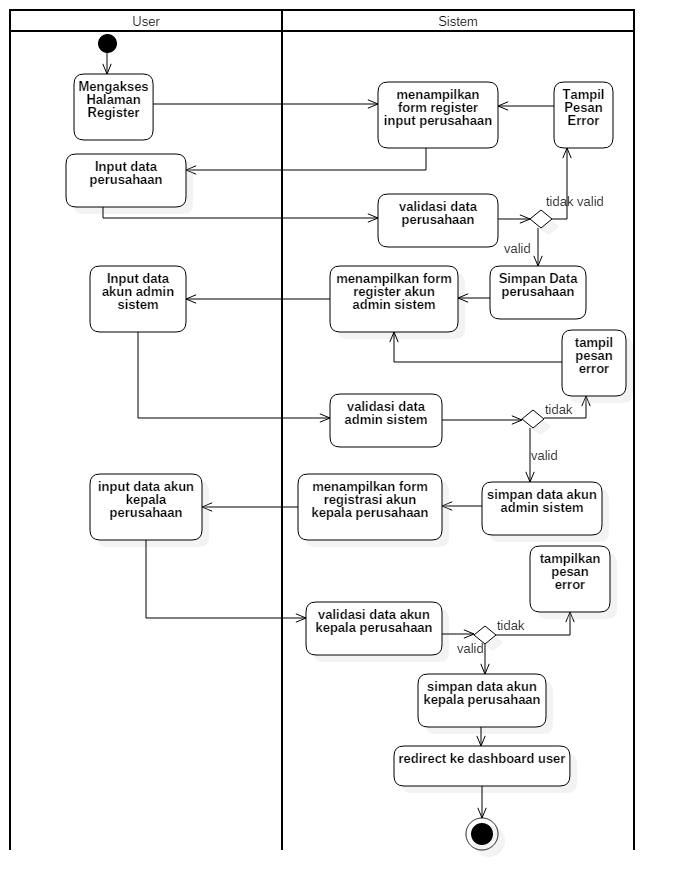 User
Sistem
Mengakses
Halaman
Register
menampilkan
form register
input perusahaan
Tampil
Pesan
Error
Input data
perusahaan
validasi data
perusahaan
tidak valid
valid
Input data
akun admin
sistem
menampilkan form
register akun
admin sistem
Simpan Data
perusahaan
tampil
pesan
error
validasi data
admin sistem
tidak
valid
input data akun
kepala
perusahaan
menampilkan form
registrasi akun
kepala perusahaan
simpan data akun
admin sistem
tampilkan
pesan
error
validasi data akun
kepala perusahaan
tidak
valid
simpan data akun
kepala perusahaan
redirect ke dashboard user